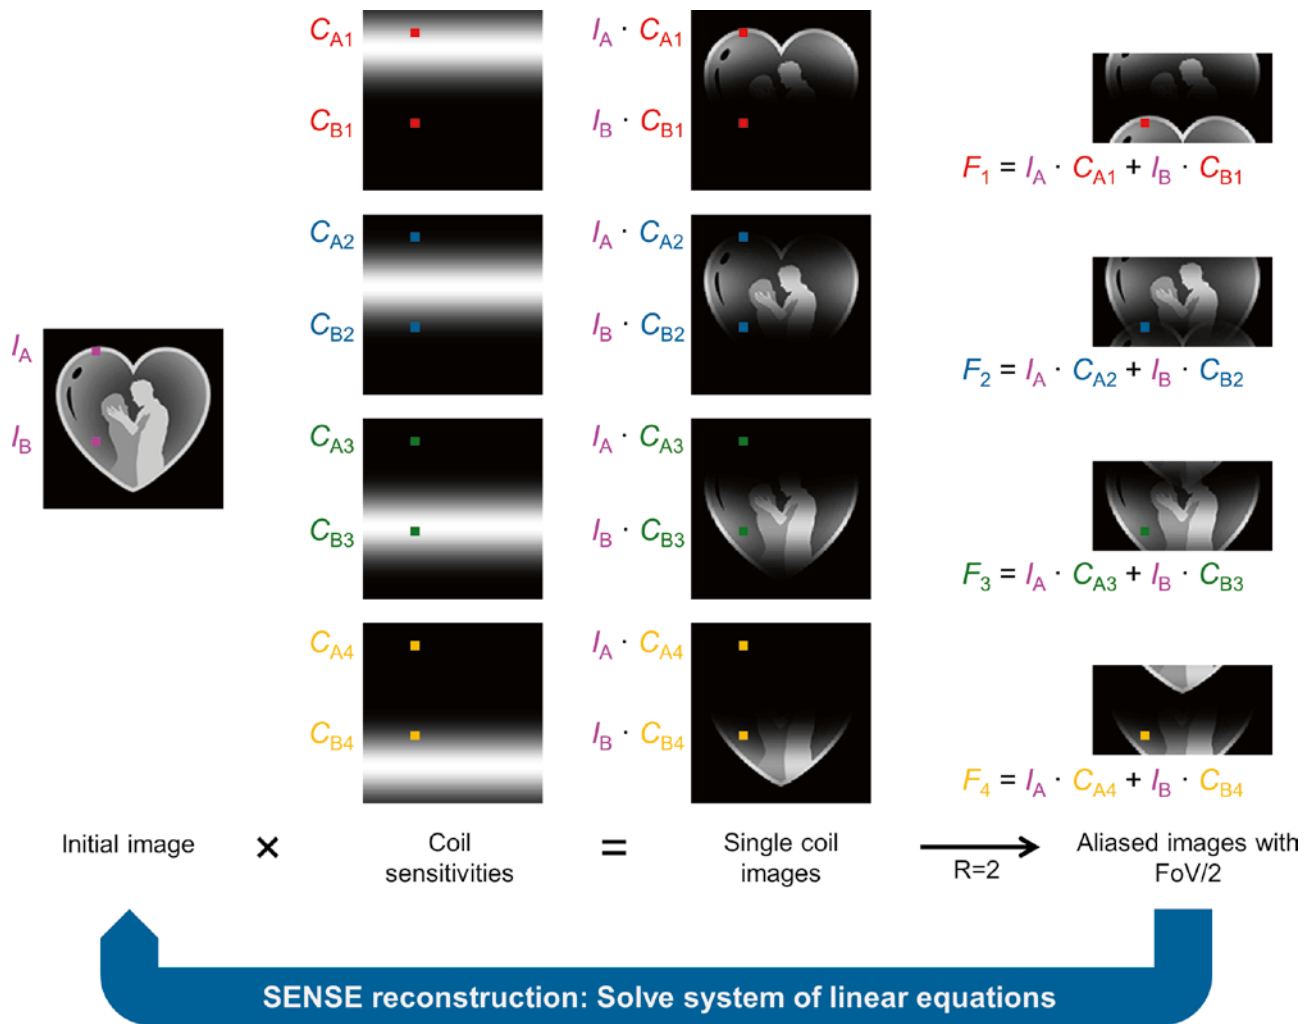 C_A1
I_A · C_A1
C_B1
I_B · C_B1
F_1 = I_A · C_A1 + I_B · C_B1
C_A2
I_A · C_A2
C_B2
I_B · C_B2
F_2 = I_A · C_A2 + I_B · C_B2
I_A
I_B
C_A3
I_A · C_A3
C_B3
I_B · C_B3
F_3 = I_A · C_A3 + I_B · C_B3
C_A4
I_A · C_A4
C_B4
I_B · C_B4
F_4 = I_A · C_A4 + I_B · C_B4
Initial image
×
Coil
sensitivities
=
Single coil
images
R=2
Aliased images with
FoV/2
SENSE reconstruction: Solve system of linear equations